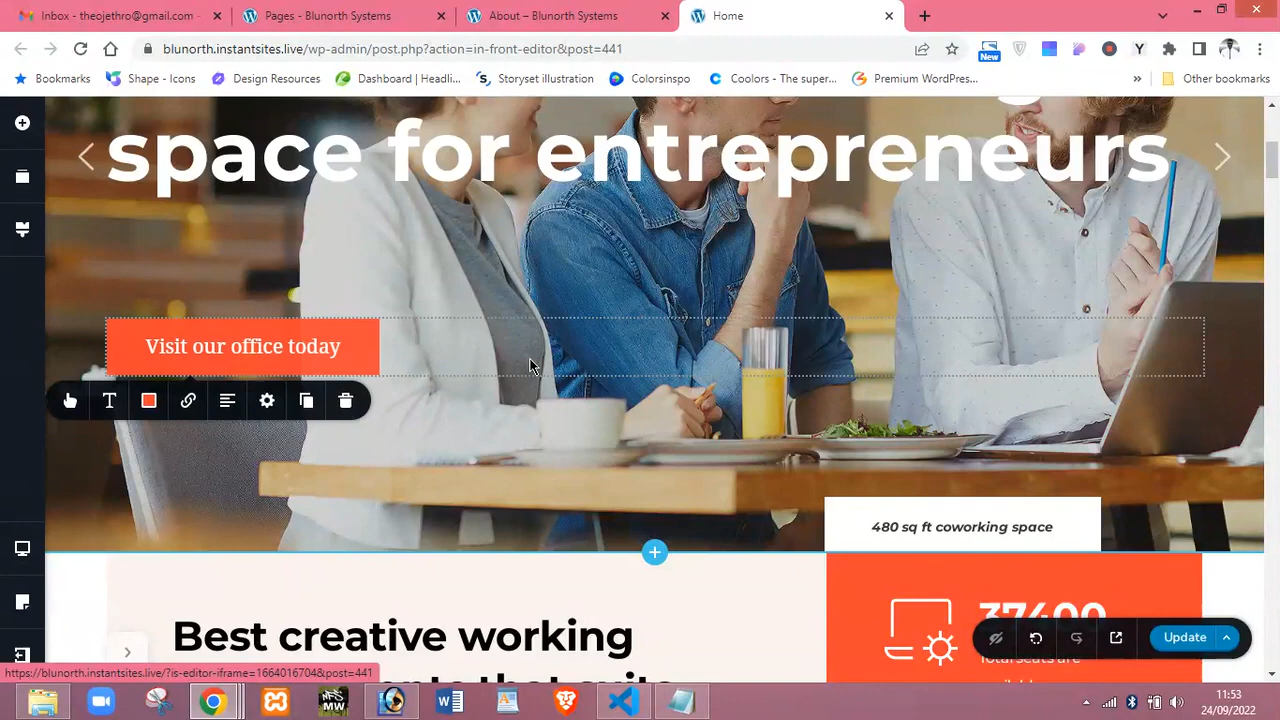 Inbox - theojethro@gmail.com
Pages - Blunorth Systems
About – Blunorth Systems
Home
blunorth.instantsites.live/wp-admin/post.php?action=in-front-editor&post=441
New
Y
Bookmarks
Shape - Icons
Design Resources
Dashboard | Headli...
Storyset illustration
Colorsinspo
Coolors - The super...
Premium WordPres...
»
Other bookmarks
space for entrepreneurs
Visit our office today
480 sq ft coworking space
Best creative working
37400
Total seats are
Update
https://blunorth.instantsites.live/?is-editor-iframe=1664016704&post=441
11:53
24/09/2022